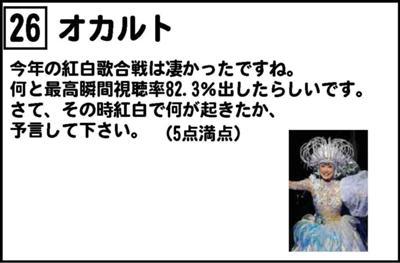 26 オカルト
今年の紅白歌合戦は凄かったですね。
何と最高瞬間視聴率82.3%出したらしいです。
さて、その時紅白で何が起きたか、
予言して下さい。 (5点満点)